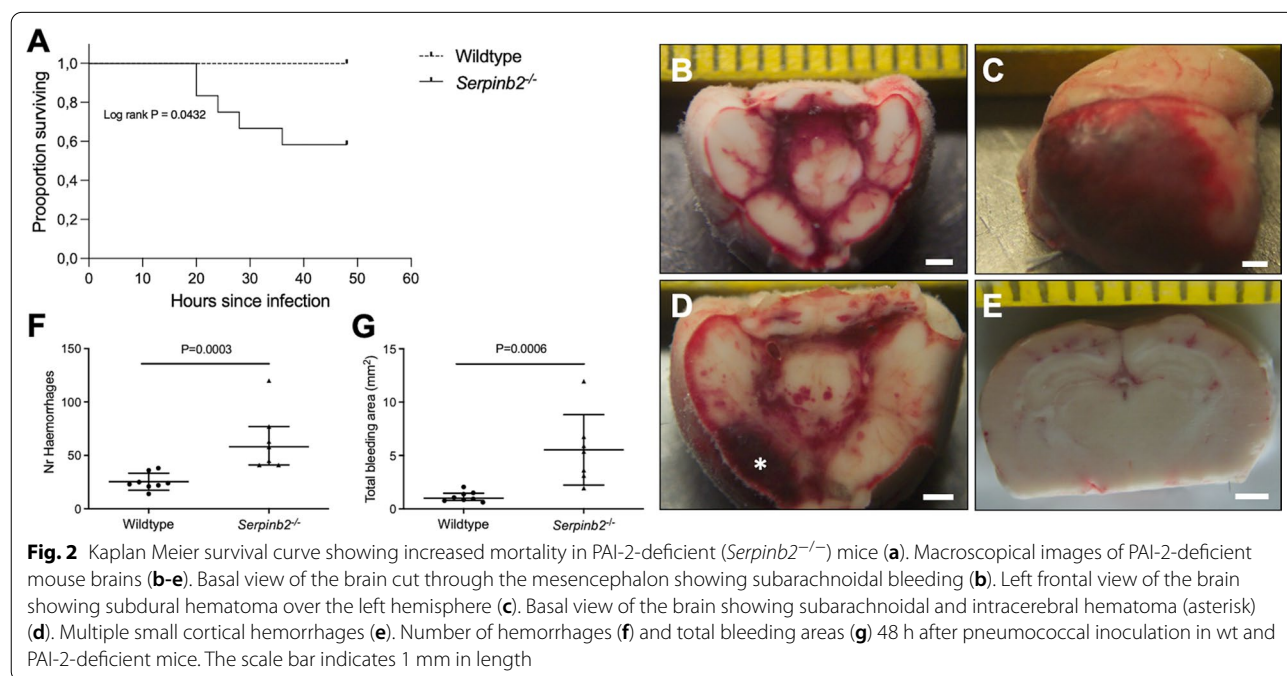 A
Wildtype
Serpinb2-/-
1,0
0,8
0,6
0,4
0,2
0,0
Log rank P = 0.0432
Prooportion surviving
0
10
20
30
40
50
60
Hours since infection
B
C
D
*
E
F
150
100
50
0
P=0.0003
Nr Haemorrhages
Wildtype
Serpinb2-/-
G
15
10
5
0
P=0.0006
Total bleeding area (mm²)
Wildtype
Serpinb2-/-
Fig. 2 Kaplan Meier survival curve showing increased mortality in PAI-2-deficient (Serpinb2−/−) mice (a). Macroscopical images of PAI-2-deficient
mouse brains (b-e). Basal view of the brain cut through the mesencephalon showing subarachnoidal bleeding (b). Left frontal view of the brain
showing subdural hematoma over the left hemisphere (c). Basal view of the brain showing subarachnoidal and intracerebral hematoma (asterisk)
(d). Multiple small cortical hemorrhages (e). Number of hemorrhages (f) and total bleeding areas (g) 48 h after pneumococcal inoculation in wt and
PAI-2-deficient mice. The scale bar indicates 1 mm in length